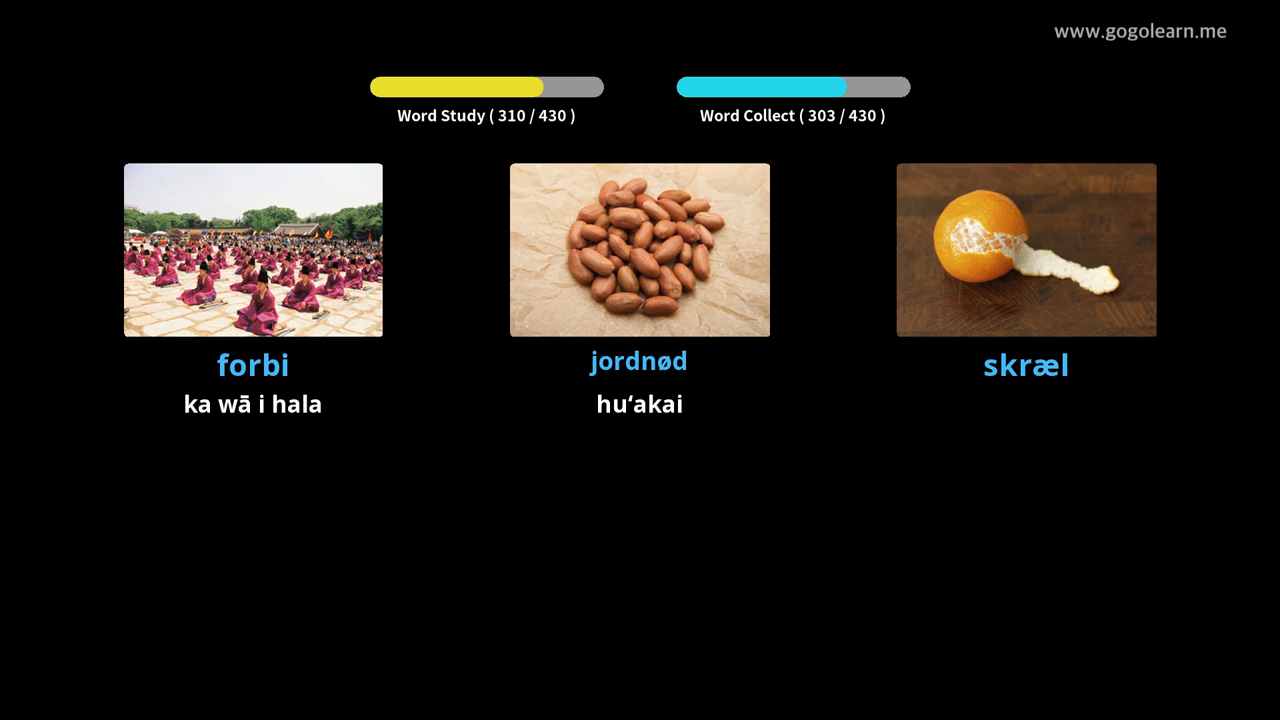 www.gogolearn.me
Word Study ( 310 / 430 )
Word Collect ( 303 / 430 )
forbi
jordnød
skræl
ka wā i hala
huʻakai